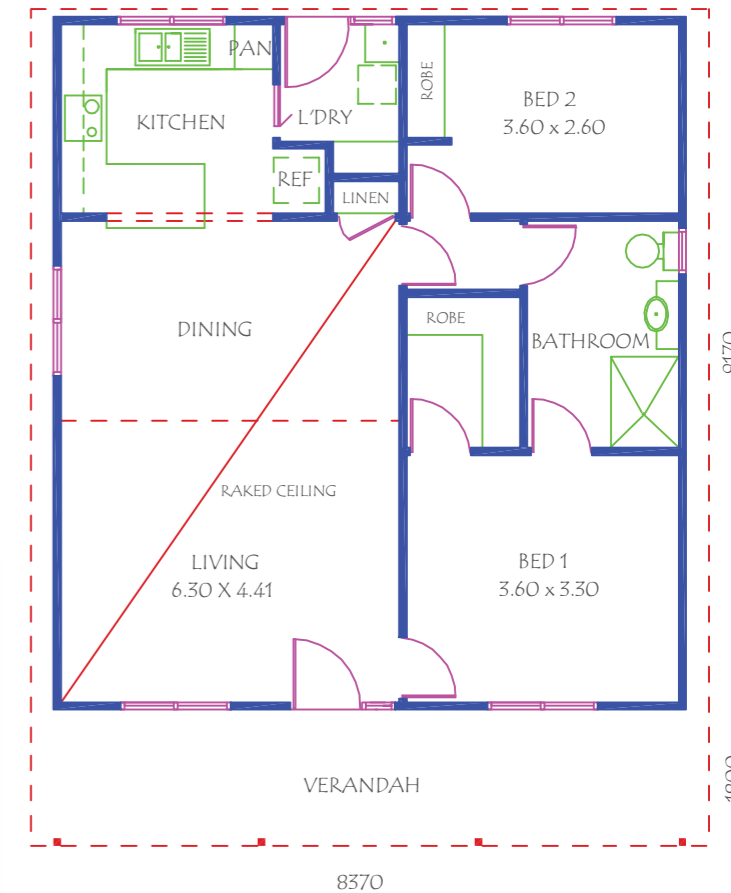 PAN
ROBE
BED 2
3.60 x 2.60
KITCHEN
L'DRY
REF
LINEN
DINING
ROBE
BATHROOM
RAKED CEILING
LIVING
6.30 X 4.41
BED 1
3.60 x 3.30
VERANDAH
8370